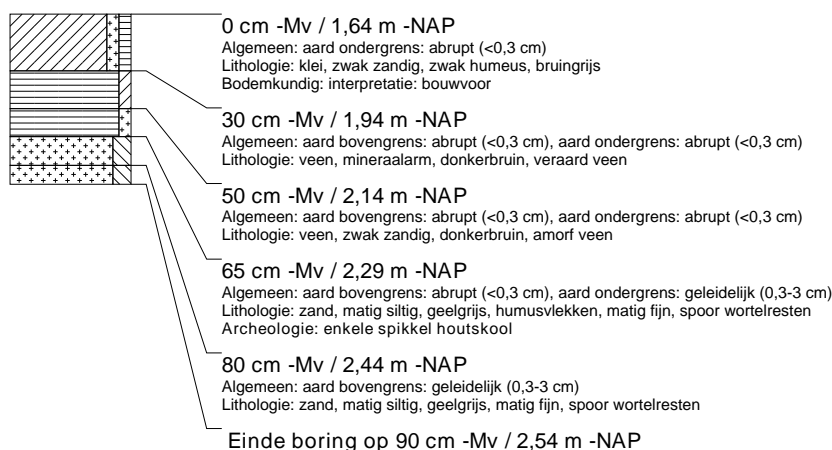 0 cm -Mv / 1,64 m -NAP
Algemeen: aard ondergrens: abrupt (<0,3 cm)
Lithologie: klei, zwak zandig, zwak humeus, bruingrijs
Bodemkundig: interpretatie: bouwvoor
30 cm -Mv / 1,94 m -NAP
Algemeen: aard bovengrens: abrupt (<0,3 cm), aard ondergrens: abrupt (<0,3 cm)
Lithologie: veen, mineraalarm, donkerbruin, veraard veen
50 cm -Mv / 2,14 m -NAP
Algemeen: aard bovengrens: abrupt (<0,3 cm), aard ondergrens: abrupt (<0,3 cm)
Lithologie: veen, zwak zandig, donkerbruin, amorf veen
65 cm -Mv / 2,29 m -NAP
Algemeen: aard bovengrens: abrupt (<0,3 cm), aard ondergrens: geleidelijk (0,3-3 cm)
Lithologie: zand, matig siltig, geelgrijs, humusvlekken, matig fijn, spoor wortelresten
Archeologie: enkele spikkel houtskool
80 cm -Mv / 2,44 m -NAP
Algemeen: aard bovengrens: geleidelijk (0,3-3 cm)
Lithologie: zand, matig siltig, geelgrijs, matig fijn, spoor wortelresten
Einde boring op 90 cm -Mv / 2,54 m -NAP